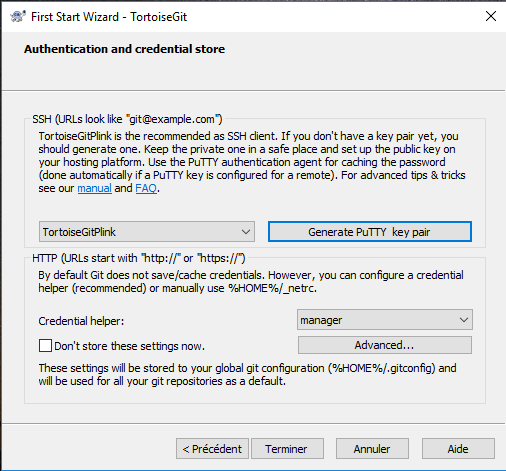 First Start Wizard - TortoiseGit
Authentication and credential store
SSH (URLs look like "git@example.com")
TortoiseGitPlink is the recommended as SSH client. If you don't have a key pair yet, you
should generate one. Keep the private one in a safe place and set up the public key on
your hosting platform. Use the PuTTY authentication agent for caching the password
(done automatically if a PuTTY key is configured for a remote). For advanced tips & tricks
see our manual and FAQ.
TortoiseGitPlink
Generate PuTTY key pair
HTTP (URLs start with "http://" or "https://")
By default Git does not save/cache credentials. However, you can configure a credential
helper (recommended) or manually use %HOME%/_netrc.
Credential helper:
manager
Don't store these settings now.
Advanced...
These settings will be stored to your global git configuration (%HOME%/.gitconfig) and
will be used for all your git repositories as a default.
< Précédent
Terminer
Annuler
Aide